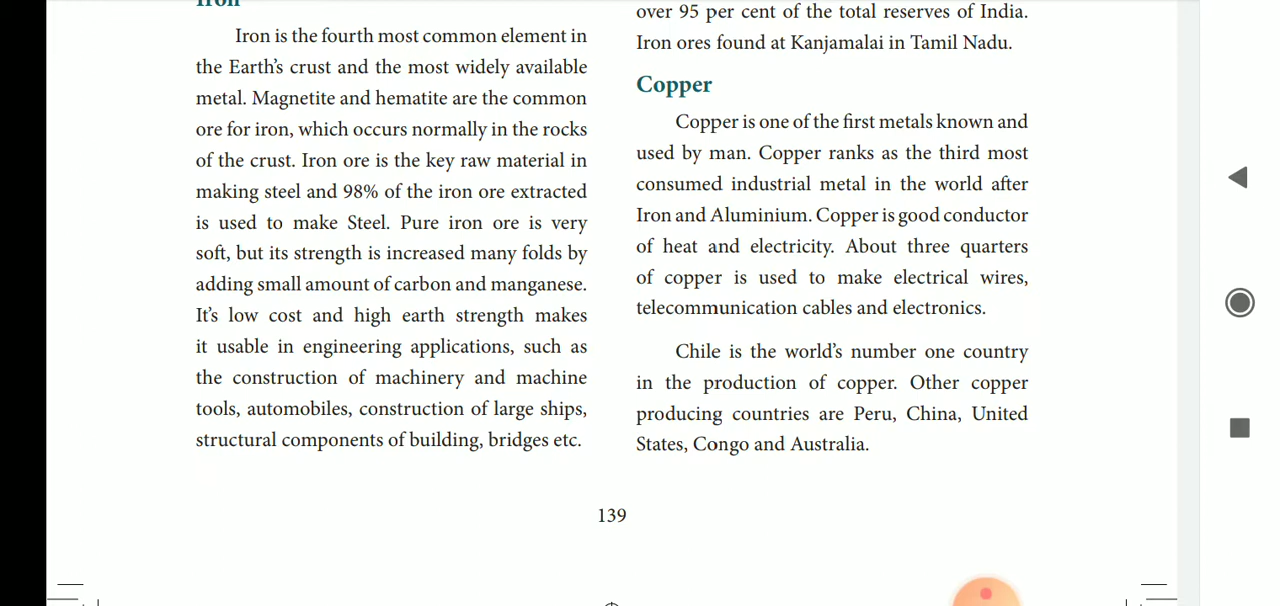 Iron
Iron is the fourth most common element in
the Earth's crust and the most widely available
metal. Magnetite and hematite are the common
ore for iron, which occurs normally in the rocks
of the crust. Iron ore is the key raw material in
making steel and 98% of the iron ore extracted
is used to make Steel. Pure iron ore is very
soft, but its strength is increased many folds by
adding small amount of carbon and manganese.
It's low cost and high earth strength makes
it usable in engineering applications, such as
the construction of machinery and machine
tools, automobiles, construction of large ships,
structural components of building, bridges etc.
over 95 per cent of the total reserves of India.
Iron ores found at Kanjamalai in Tamil Nadu.
Copper
Copper is one of the first metals known and
used by man. Copper ranks as the third most
consumed industrial metal in the world after
Iron and Aluminium. Copper is good conductor
of heat and electricity. About three quarters
of copper is used to make electrical wires,
telecommunication cables and electronics.
Chile is the world's number one country
in the production of copper. Other copper
producing countries are Peru, China, United
States, Congo and Australia.
139